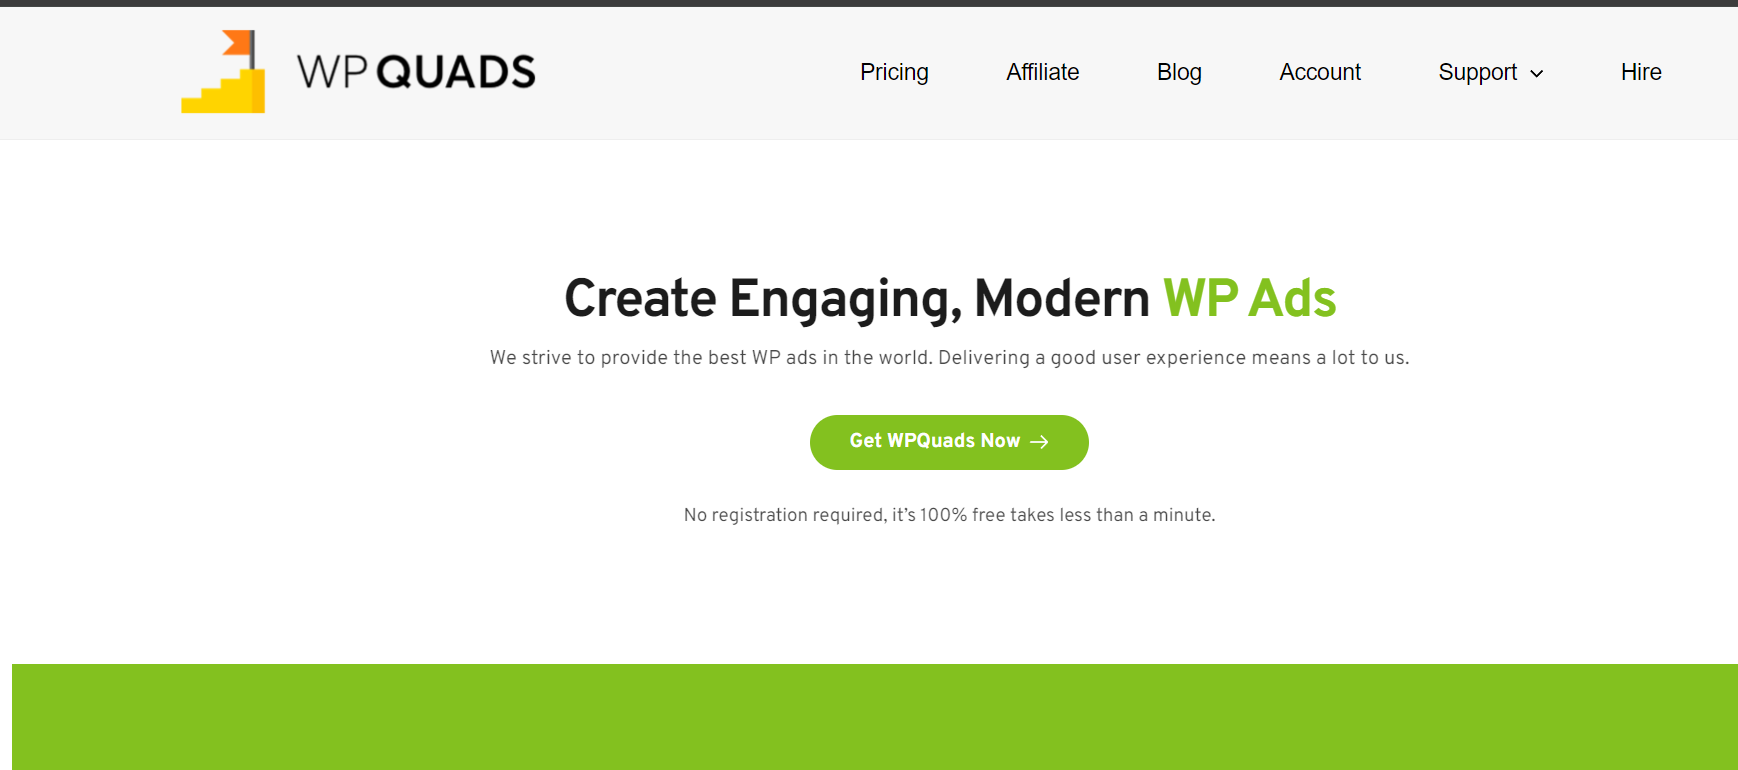 WP QUADS
Pricing Affiliate Blog Account Support Hire
Create Engaging, Modern WP Ads
We strive to provide the best WP ads in the world. Delivering a good user experience means a lot to us.
Get WPQuads Now →
No registration required, it’s 100% free takes less than a minute.